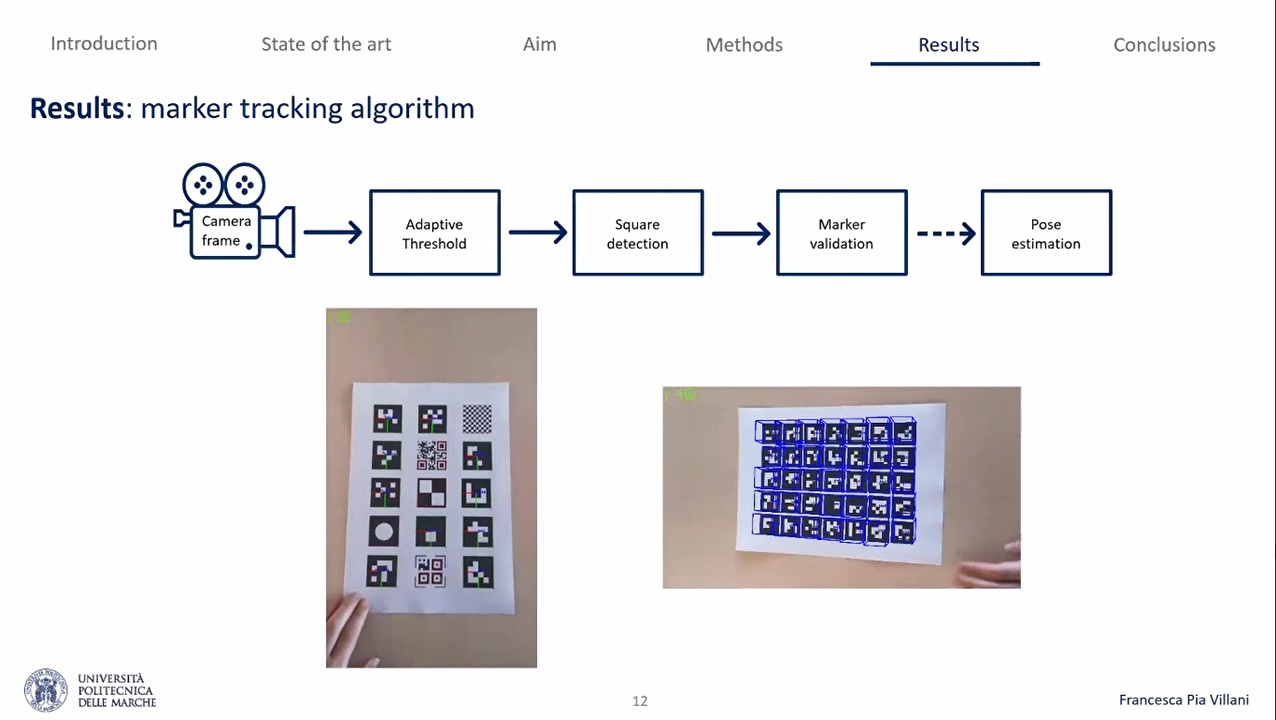 Introduction
State of the art
Aim
Methods
Results
Conclusions
Results: marker tracking algorithm
Camera
frame
Adaptive
Threshold
Square
detection
Marker
validation
Pose
estimation
UNIVERSITÀ
POLITECNICA
DELLE MARCHE
12
Francesca Pia Villani